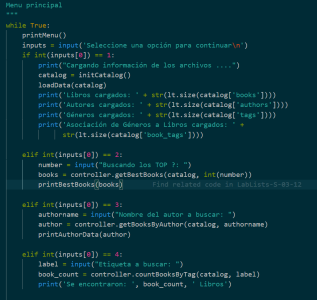 Menu principal
"""
while True:
printMenu()
inputs = input('Seleccione una opción para continuar\n')
if int(inputs[0]) == 1:
print("Cargando información de los archivos ....")
catalog = initCatalog()
loadData(catalog)
print('Libros cargados: ' + str(lt.size(catalog['books'])))
print('Autores cargados: ' + str(lt.size(catalog['authors'])))
print('Géneros cargados: ' + str(lt.size(catalog['tags'])))
print('Asociación de Géneros a Libros cargados: ' +
str(lt.size(catalog['book_tags'])))
elif int(inputs[0]) == 2:
number = input("Buscando los TOP ?: ")
books = controller.getBestBooks(catalog, int(number))
printBestBooks(books) Find related code in LabLists-S-03-12
elif int(inputs[0]) == 3:
authorname = input("Nombre del autor a buscar: ")
author = controller.getBooksByAuthor(catalog, authorname)
printAuthorData(author)
elif int(inputs[0]) == 4:
label = input("Etiqueta a buscar: ")
book_count = controller.countBooksByTag(catalog, label)
print('Se encontraron: ', book_count, ' Libros')